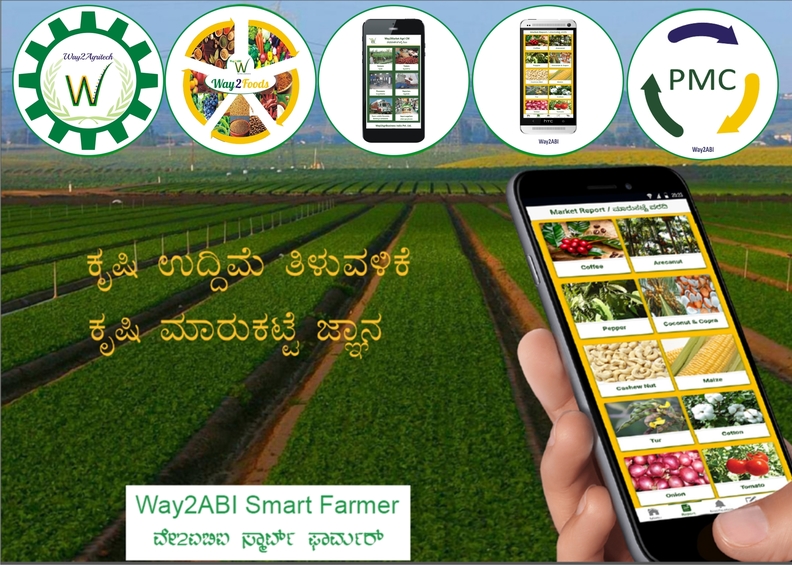 Way2Agritech
W
Way2Foods
PMC
Way2ABI
Way2ABI
Market Report / ಮಾರುಕಟ್ಟೆ ವರದಿ
Coffee
Arecanut
Pepper
Coconut & Copra
Cashew Nut
Maize
Tur
Cotton
Onion
Tomato
ಕೃಷಿ ಉದ್ದಿಮೆ ತಿಳುವಳಿಕೆ
ಕೃಷಿ ಮಾರುಕಟ್ಟೆ ಜ್ಞಾನ
Way2ABI Smart Farmer
ವೇ2ಎಬಿಐ ಸ್ಮಾರ್ಟ್ ಫಾರ್ಮರ್